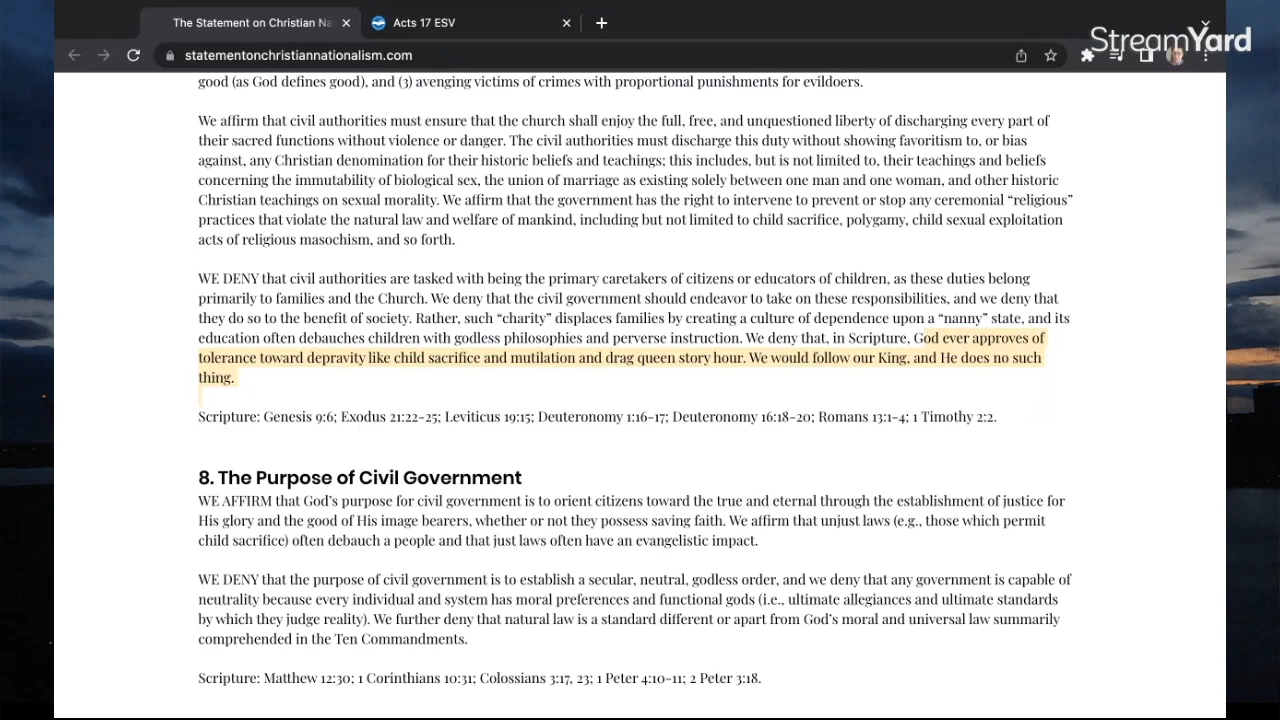 The Statement on Christian Na
Acts 17 ESV
StreamYard
statementonchristiannationalism.com
good (as God defines good), and (3) avenging victims of crimes with proportional punishments for evildoers.
We affirm that civil authorities must ensure that the church shall enjoy the full, free, and unquestioned liberty of discharging every part of
their sacred functions without violence or danger. The civil authorities must discharge this duty without showing favoritism to, or bias
against, any Christian denomination for their historic beliefs and teachings; this includes, but is not limited to, their teachings and beliefs
concerning the immutability of biological sex, the union of marriage as existing solely between one man and one woman, and other historic
Christian teachings on sexual morality. We affirm that the government has the right to intervene to prevent or stop any ceremonial “religious”
practices that violate the natural law and welfare of mankind, including but not limited to child sacrifice, polygamy, child sexual exploitation
acts of religious masochism, and so forth.
WE DENY that civil authorities are tasked with being the primary caretakers of citizens or educators of children, as these duties belong
primarily to families and the Church. We deny that the civil government should endeavor to take on these responsibilities, and we deny that
they do so to the benefit of society. Rather, such “charity” displaces families by creating a culture of dependence upon a “nanny” state, and its
education often debauches children with godless philosophies and perverse instruction. We deny that, in Scripture, God ever approves of
tolerance toward depravity like child sacrifice and mutilation and drag queen story hour. We would follow our King, and He does no such
thing.
Scripture: Genesis 9:6; Exodus 21:22-25; Leviticus 19:15; Deuteronomy 1:16-17; Deuteronomy 16:18-20; Romans 13:1-4; 1 Timothy 2:2.
8. The Purpose of Civil Government
WE AFFIRM that God’s purpose for civil government is to orient citizens toward the true and eternal through the establishment of justice for
His glory and the good of His image bearers, whether or not they possess saving faith. We affirm that unjust laws (e.g., those which permit
child sacrifice) often debauch a people and that just laws often have an evangelistic impact.
WE DENY that the purpose of civil government is to establish a secular, neutral, godless order, and we deny that any government is capable of
neutrality because every individual and system has moral preferences and functional gods (i.e., ultimate allegiances and ultimate standards
by which they judge reality). We further deny that natural law is a standard different or apart from God’s moral and universal law summarily
comprehended in the Ten Commandments.
Scripture: Matthew 12:30; 1 Corinthians 10:31; Colossians 3:17, 23; 1 Peter 4:10-11; 2 Peter 3:18.